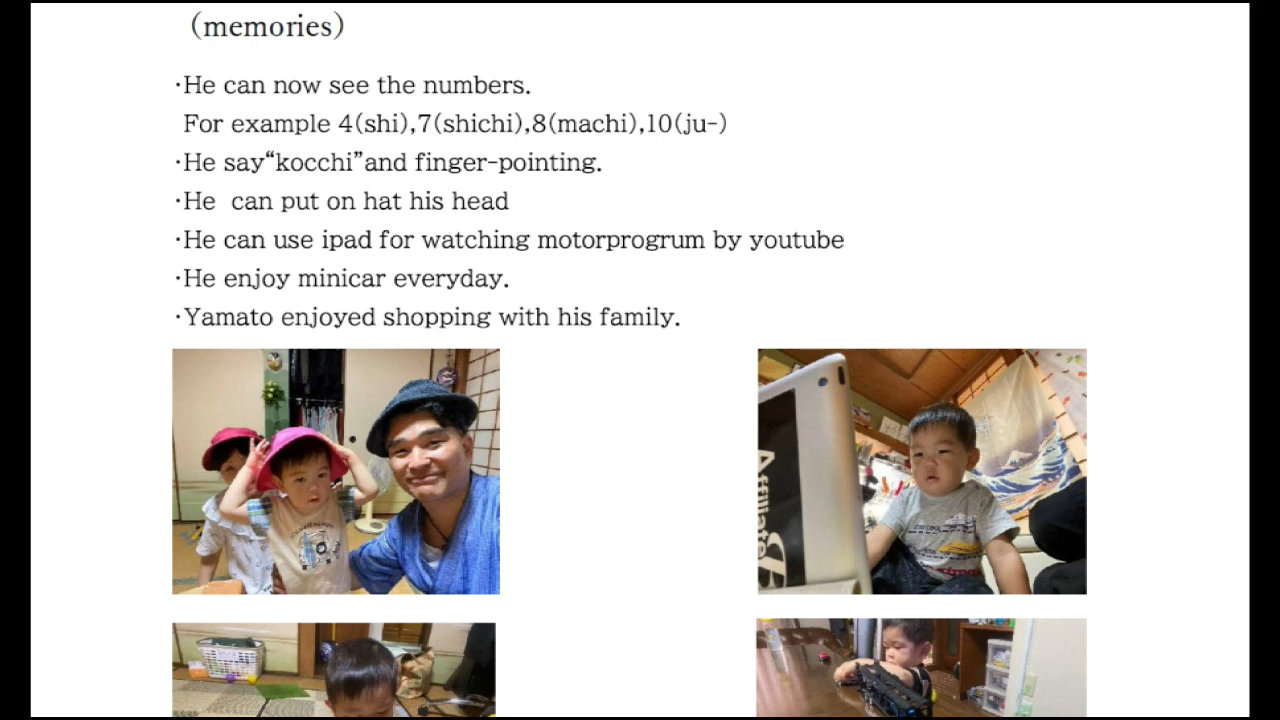 （memories）
·He can now see the numbers.
For example 4(shi),7(shichi),8(machi),10(ju-)
·He say“kocchi”and finger-pointing.
·He can put on hat his head
·He can use ipad for watching motorprogrum by youtube
·He enjoy minicar everyday.
·Yamato enjoyed shopping with his family.
Affiliate